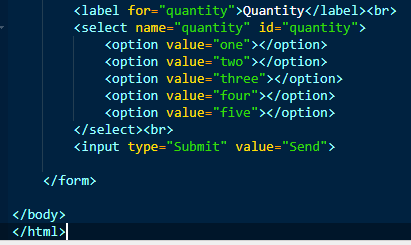 <label for="quantity">Quantity</label><br>
<select name="quantity" id="quantity">
<option value="one"></option>
<option value="two"></option>
<option value="three"></option>
<option value="four"></option>
<option value="five"></option>
</select><br>
<input type="Submit" value="Send">
</form>
</body>
</html>